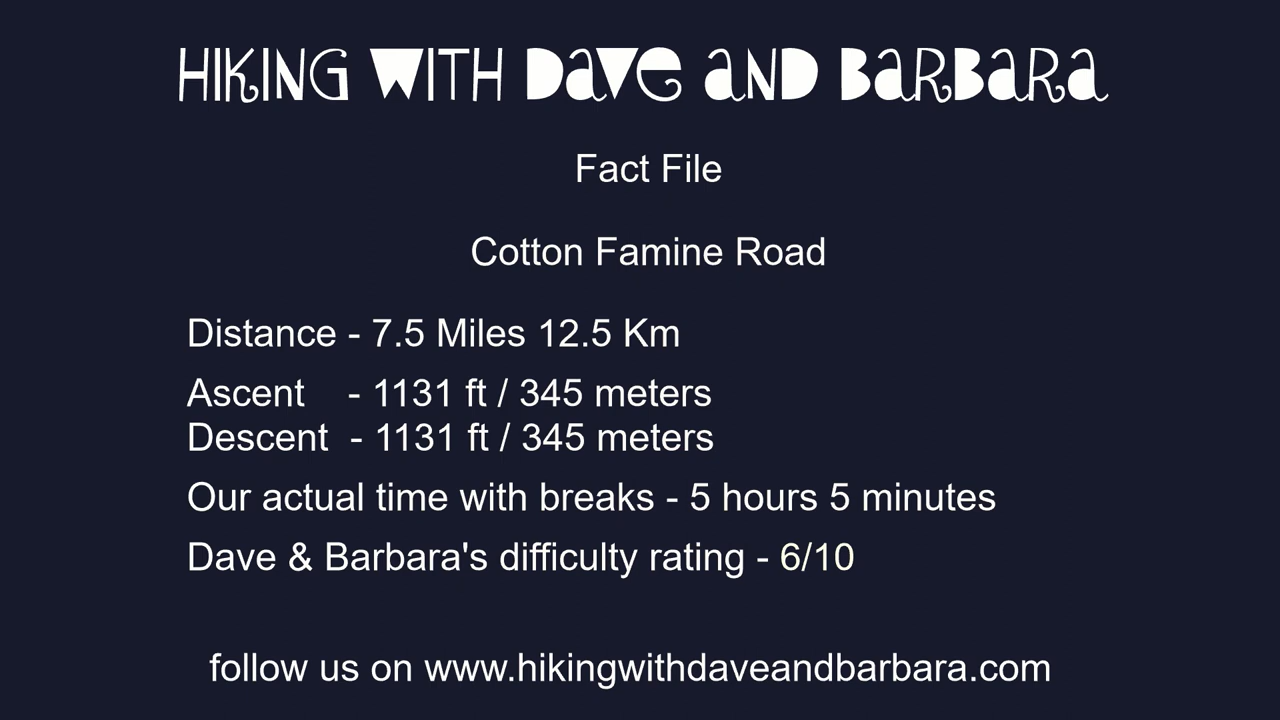 HIKING WITH Dave AND BARBARA
Fact File
Cotton Famine Road
Distance - 7.5 Miles 12.5 Km
Ascent - 1131 ft / 345 meters
Descent - 1131 ft / 345 meters
Our actual time with breaks - 5 hours 5 minutes
Dave & Barbara's difficulty rating - 6/10
follow us on www.hikingwithdaveandbarbara.com